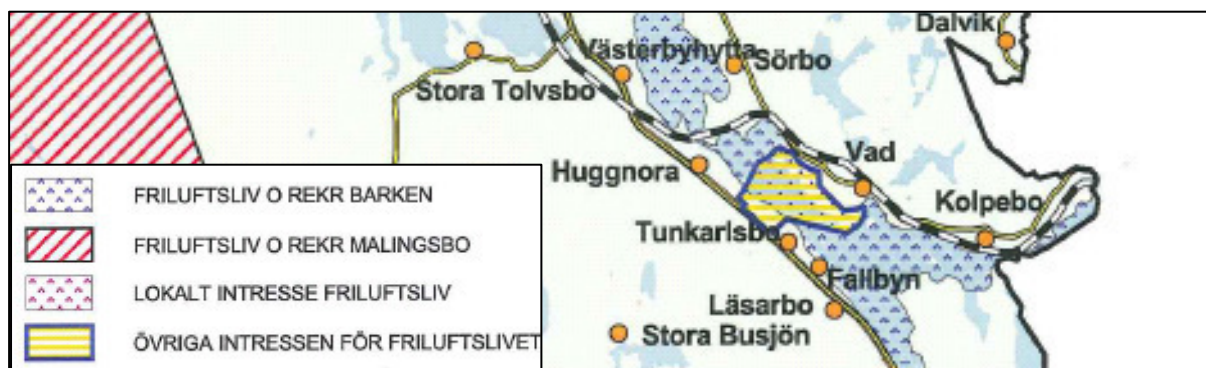 Dalvik
Västerbyhytta
Sörbo
Stora Tolvsbo
Huggnora
Vad
Kolpebo
Tunkarlsbo
Fallbyn
Läsarbo
Stora Busjön
FRILUFTSLIV O REKR BARKEN
FRILUFTSLIV O REKR MALINGSBO
LOKALT INTRESSE FRILUFTSLIV
ÖVRIGA INTRESSEN FÖR FRILUFTSLIVET